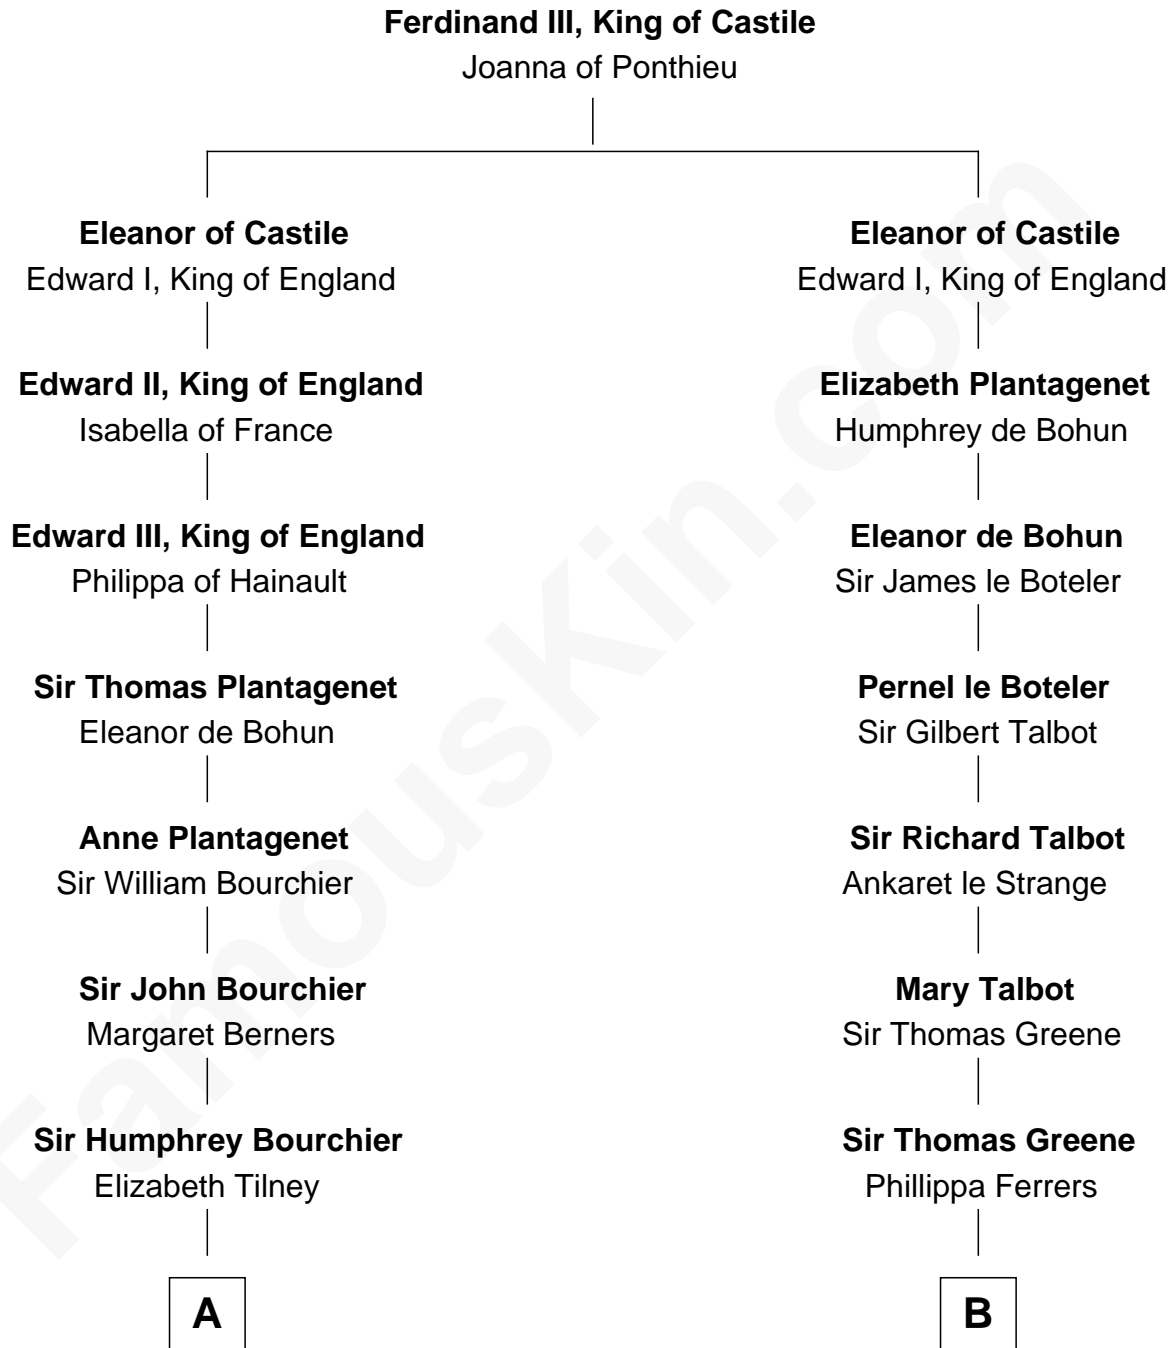 Ferdinand III, King of Castile
Joanna of Ponthieu
Eleanor of Castile
Edward I, King of England
Eleanor of Castile
Edward I, King of England
Edward II, King of England
Isabella of France
Elizabeth Plantagenet
Humphrey de Bohun
Edward III, King of England
Philippa of Hainault
Eleanor de Bohun
Sir James le Boteler
Sir Thomas Plantagenet
Eleanor de Bohun
Pernel le Boteler
Sir Gilbert Talbot
Anne Plantagenet
Sir William Bourchier
Sir Richard Talbot
Ankaret le Strange
Sir John Bourchier
Margaret Berners
Mary Talbot
Sir Thomas Greene
Sir Humphrey Bourchier
Elizabeth Tilney
Sir Thomas Greene
Phillippa Ferrers
A
B
FamousKin.com